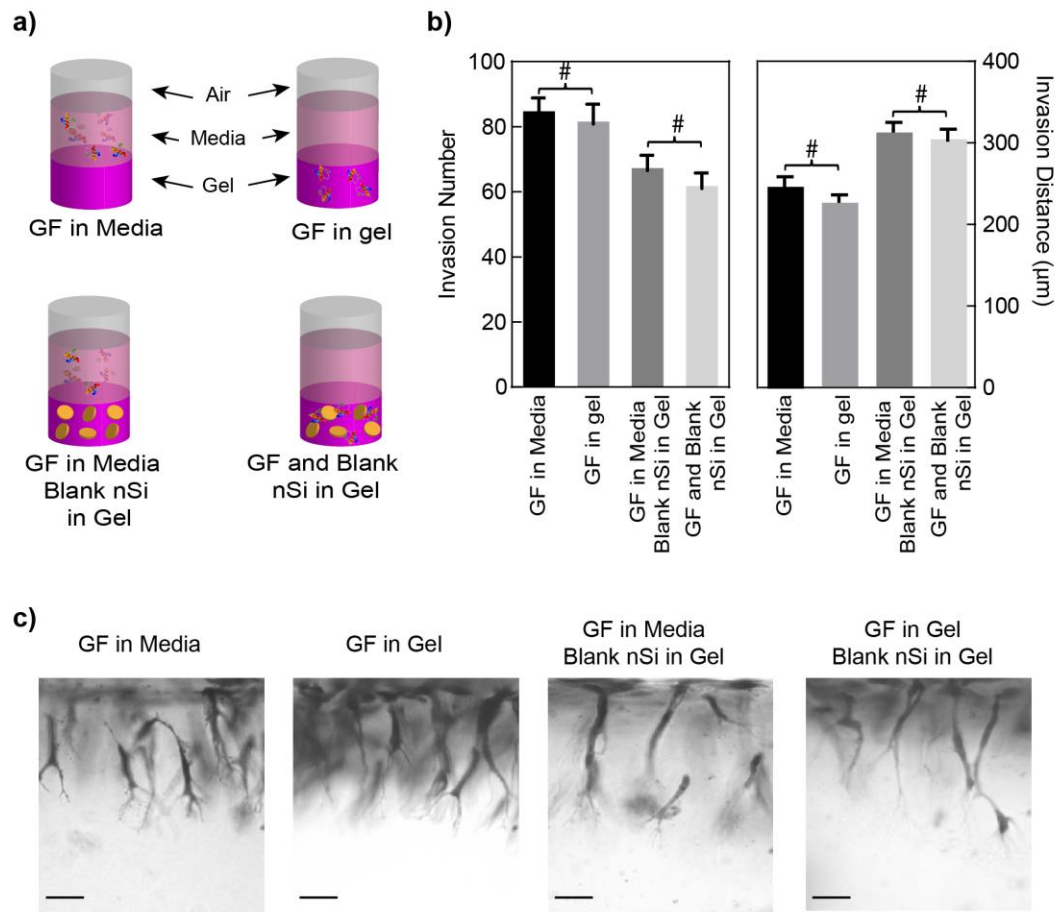 a)
Air
Media
Gel
GF in Media
GF in gel
GF in Media
Blank nSi
in Gel
GF and Blank
nSi in Gel
b)
Invasion Number
100
80
60
40
20
0
#
#
GF in Media
GF in gel
GF in Media
Blank nSi in Gel
GF and Blank
nSi in Gel
#
#
400
300
200
100
0
Invasion Distance (µm)
GF in Media
GF in gel
GF in Media
Blank nSi in Gel
GF and Blank
nSi in Gel
c)
GF in Media
GF in Gel
GF in Media
Blank nSi in Gel
GF in Gel
Blank nSi in Gel